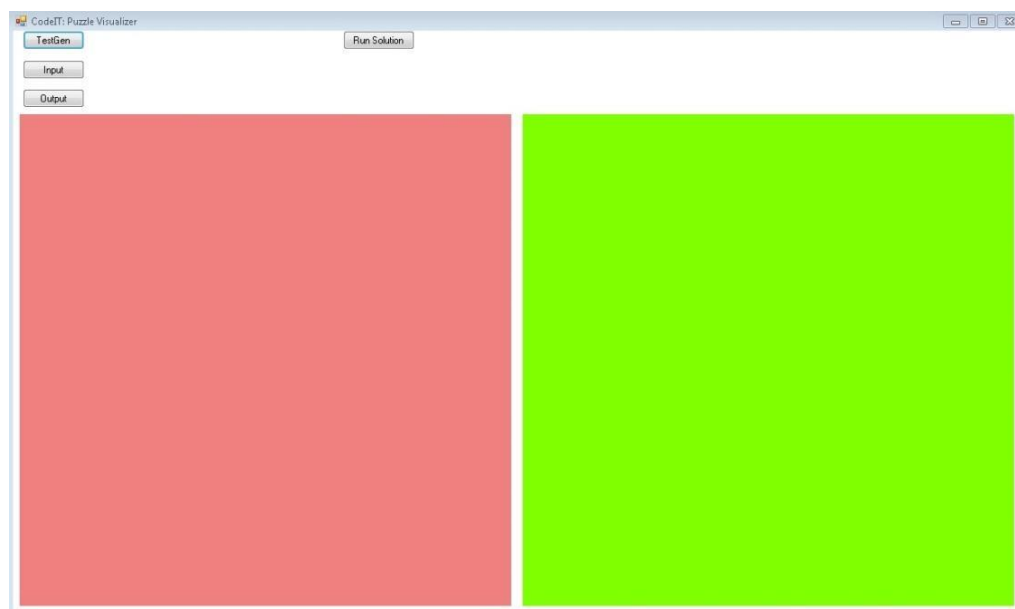 CodeIT: Puzzle Visualizer
TestGen
Run Solution
Input
Output